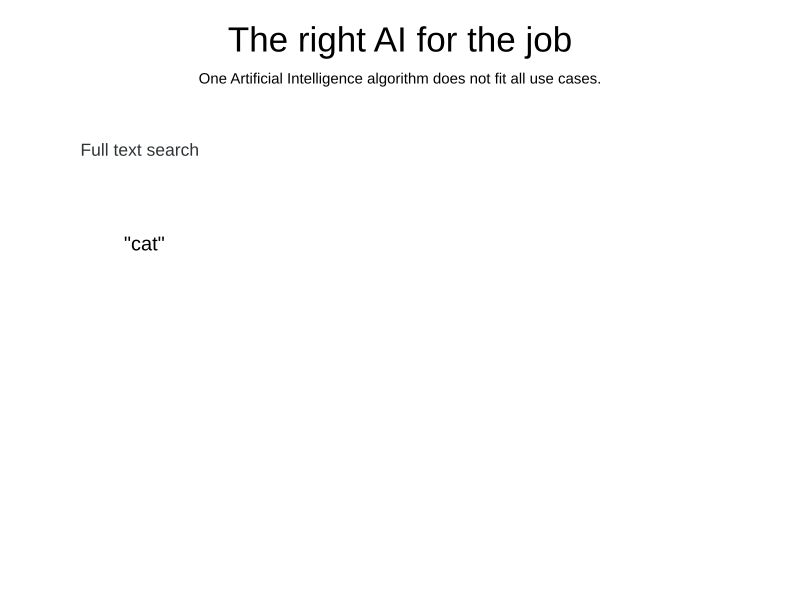 The right AI for the job
One Artificial Intelligence algorithm does not fit all use cases.
Full text search
"cat"